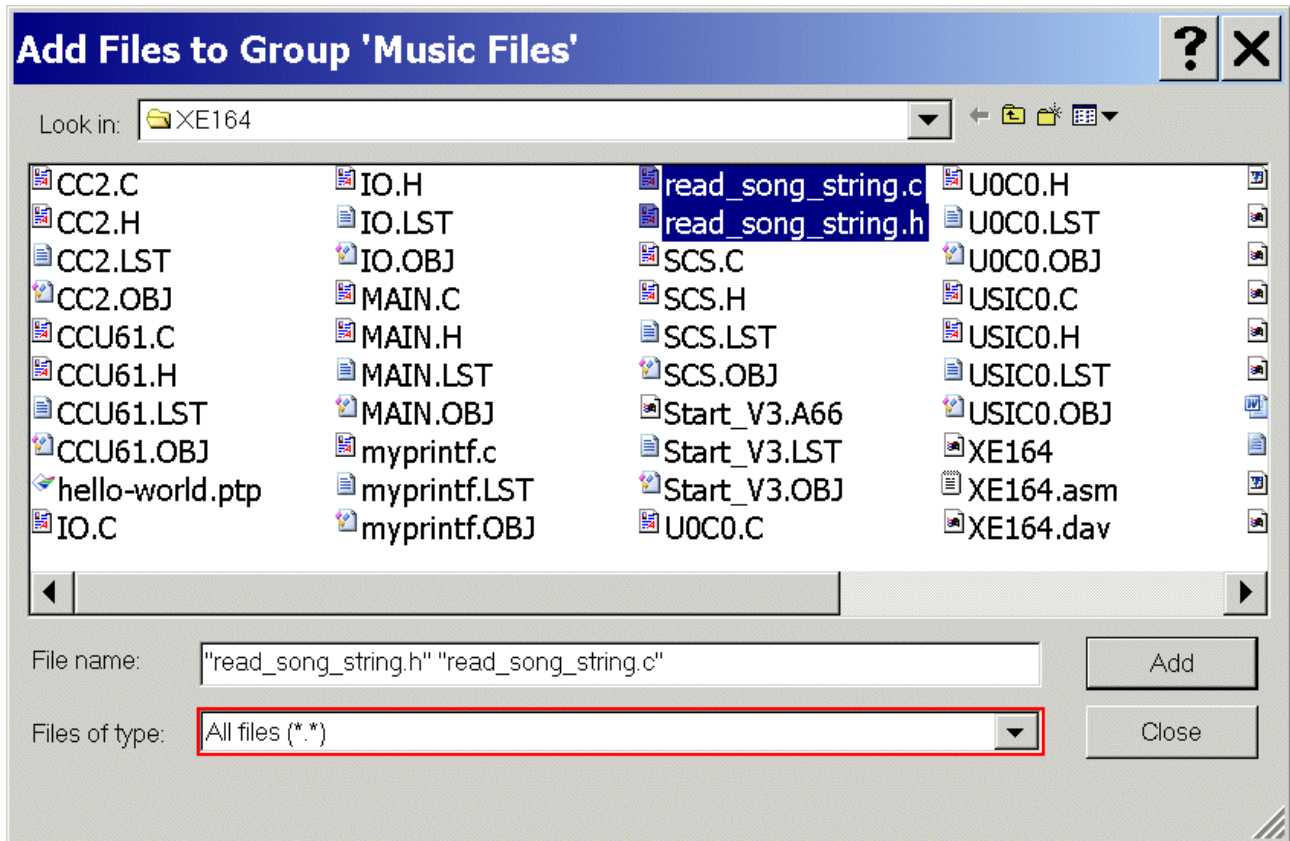 Add Files to Group 'Music Files'
Look in: XE164
CC2.C
CC2.H
CC2.LST
CC2.OBJ
CCU61.C
CCU61.H
CCU61.LST
CCU61.OBJ
hello-world.ptp
IO.C
IO.H
IO.LST
IO.OBJ
MAIN.C
MAIN.H
MAIN.LST
MAIN.OBJ
myprintf.c
myprintf.LST
myprintf.OBJ
read_song_string.c
read_song_string.h
SCS.C
SCS.H
SCS.LST
SCS.OBJ
Start_V3.A66
Start_V3.LST
Start_V3.OBJ
U0C0.C
U0C0.H
U0C0.LST
U0C0.OBJ
USIC0.C
USIC0.H
USIC0.LST
USIC0.OBJ
XE164
XE164.asm
XE164.dav
File name: "read_song_string.h" "read_song_string.c"
Add
Files of type: All files (*.*)
Close